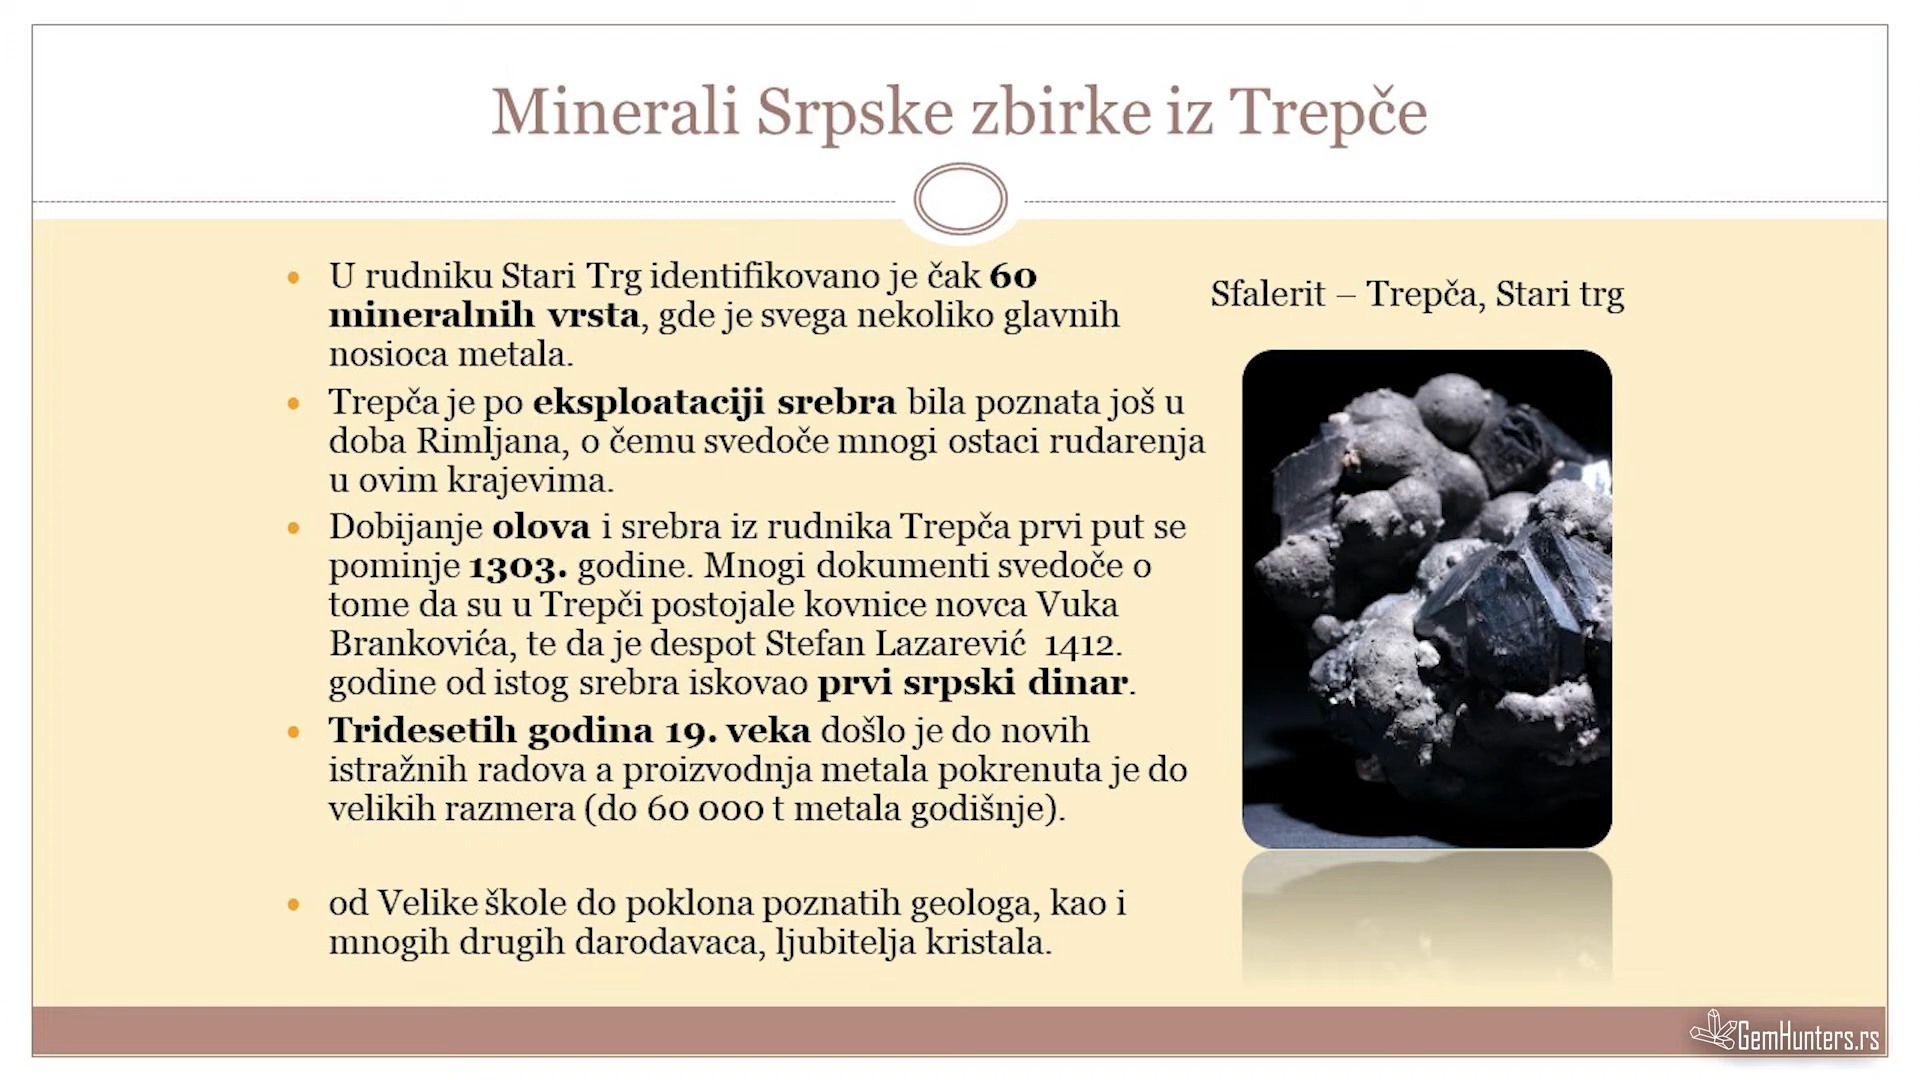 Minerali Srpske zbirke iz Trepče
U rudniku Stari Trg identifikovano je čak 60
mineralnih vrsta, gde je svega nekoliko glavnih
nosioca metala.
Trepča je po eksploataciji srebra bila poznata još u
doba Rimljana, o čemu svedoče mnogi ostaci rudarenja
u ovim krajevima.
Dobijanje olova i srebra iz rudnika Trepča prvi put se
pominje 1303. godine. Mnogi dokumenti svedoče o
tome da su u Trepči postojale kovnice novca Vuka
Brankovića, te da je despot Stefan Lazarević 1412.
godine od istog srebra iskovao prvi srpski dinar.
Tridesetih godina 19. veka došlo je do novih
istražnih radova a proizvodnja metala pokrenuta je do
velikih razmera (do 60 000 t metala godišnje).
od Velike škole do poklona poznatih geologa, kao i
mnogih drugih darodavaca, ljubitelja kristala.
Sfalerit – Trepča, Stari trg
GemHunters.rs